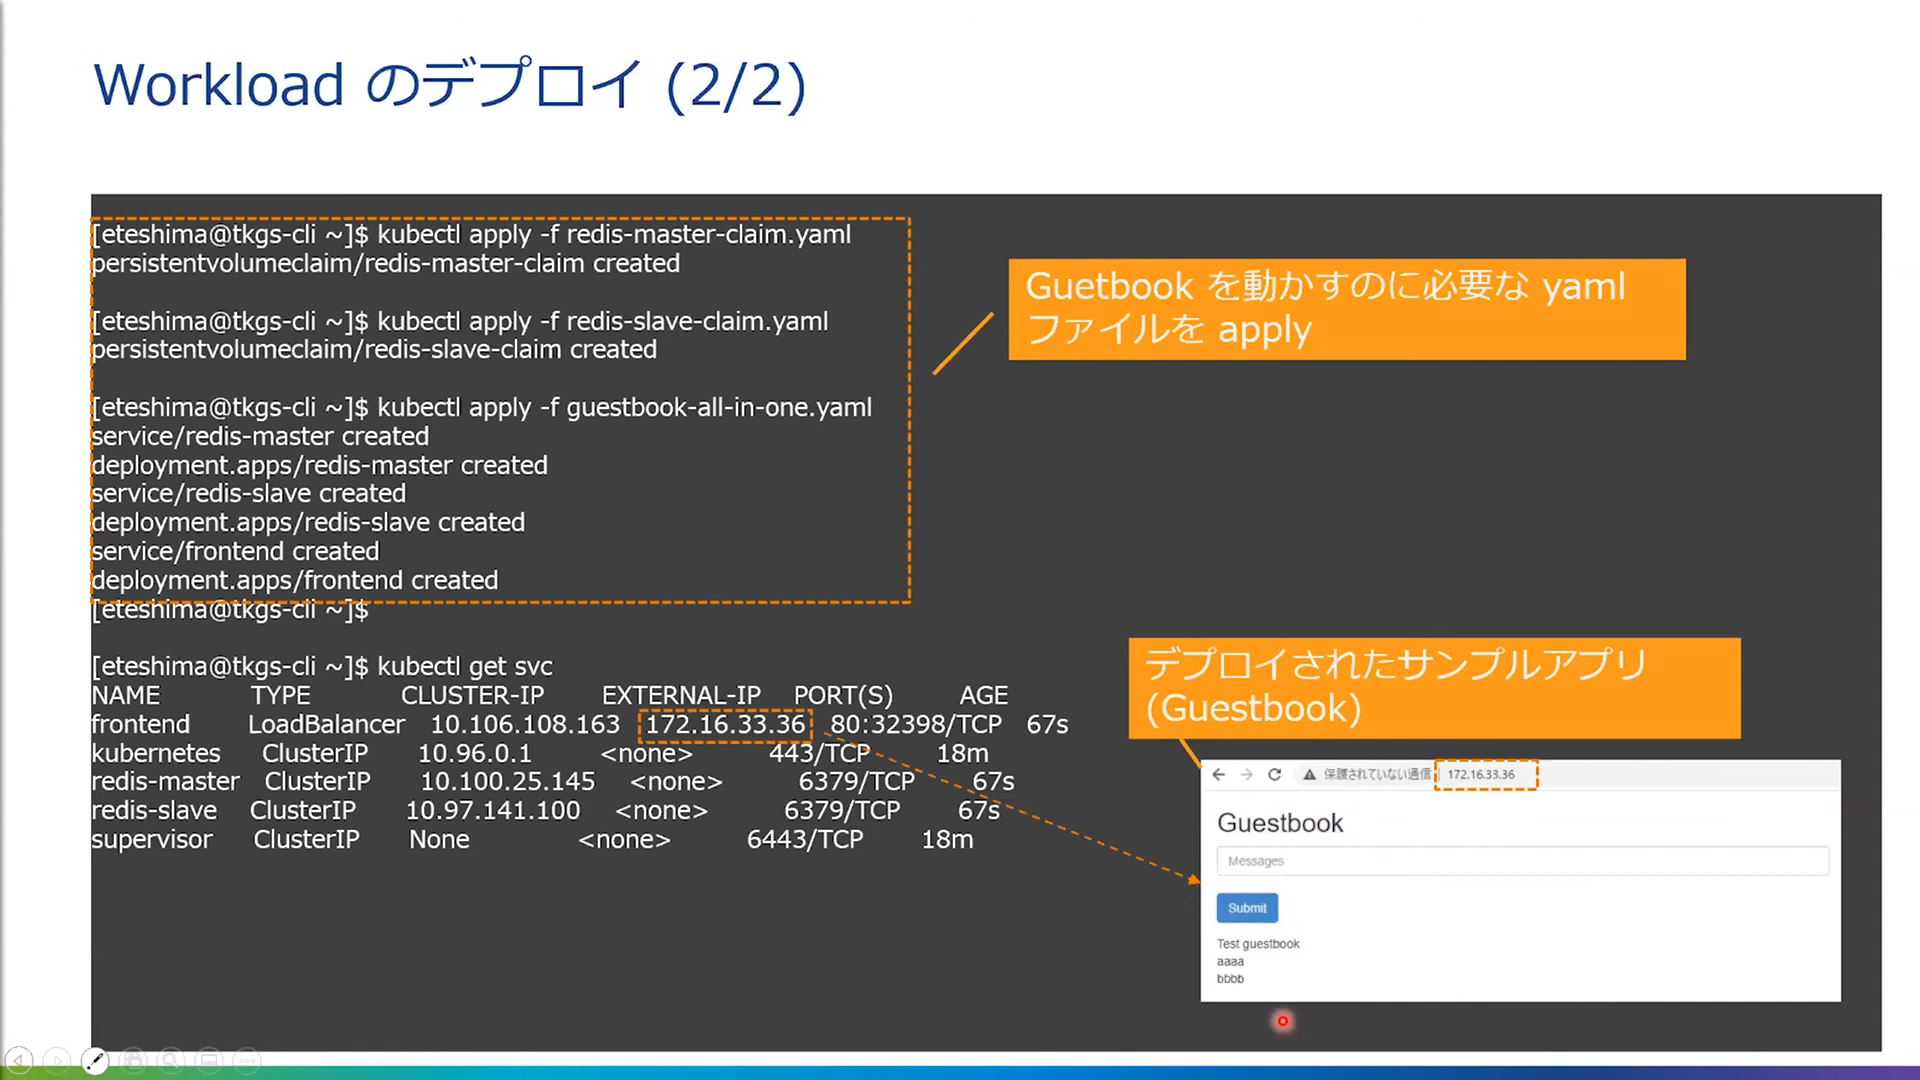 Workload のデプロイ (2/2)
[eteshima@tkgs-cli ~]$ kubectl apply -f redis-master-claim.yaml
persistentvolumeclaim/redis-master-claim created
[eteshima@tkgs-cli ~]$ kubectl apply -f redis-slave-claim.yaml
persistentvolumeclaim/redis-slave-claim created
[eteshima@tkgs-cli ~]$ kubectl apply -f guestbook-all-in-one.yaml
service/redis-master created
deployment.apps/redis-master created
service/redis-slave created
deployment.apps/redis-slave created
service/frontend created
deployment.apps/frontend created
[eteshima@tkgs-cli ~]$
Guetbook を動かすのに必要な yaml
ファイルを apply
[eteshima@tkgs-cli ~]$ kubectl get svc
NAME TYPE CLUSTER-IP EXTERNAL-IP PORT(S) AGE
frontend LoadBalancer 10.106.108.163 172.16.33.36 80:32398/TCP 67s
kubernetes ClusterIP 10.96.0.1 <none> 443/TCP 18m
redis-master ClusterIP 10.100.25.145 <none> 6379/TCP 67s
redis-slave ClusterIP 10.97.141.100 <none> 6379/TCP 67s
supervisor ClusterIP None <none> 6443/TCP 18m
デプロイされたサンプルアプリ
(Guestbook)
保護されていない通信 172.16.33.36
Guestbook
Messages
Submit
Test guestbook
aaaa
bbbb